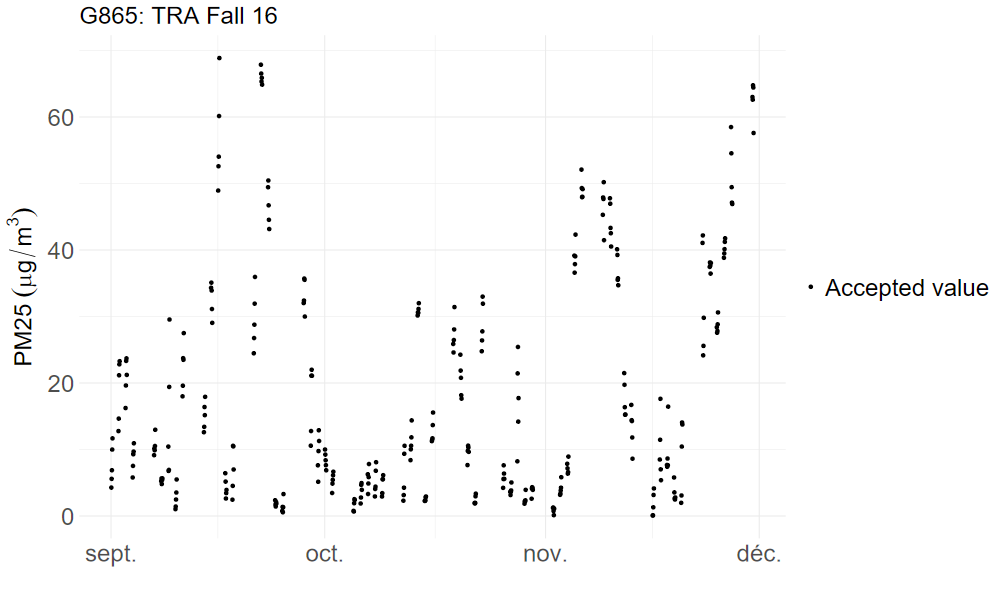 G865: TRA Fall 16
PM25 (μg/m³)
60
40
20
0
sept.
oct.
nov.
déc.
Accepted value